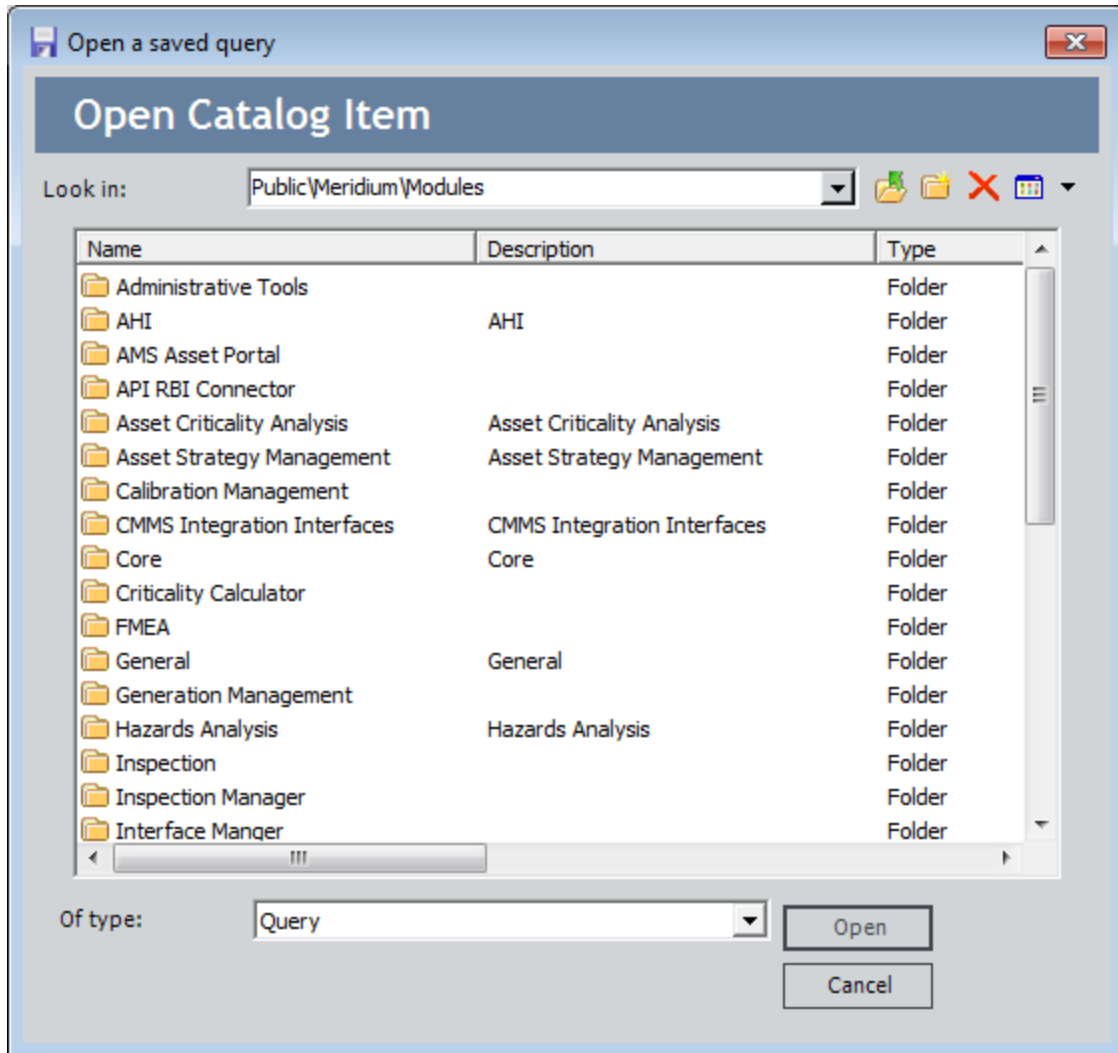 Open a saved query
Open Catalog Item
Look in: Public\Meridium\Modules
Name Description Type
Administrative Tools Folder
AHI AHI Folder
AMS Asset Portal Folder
API RBI Connector Folder
Asset Criticality Analysis Asset Criticality Analysis Folder
Asset Strategy Management Asset Strategy Management Folder
Calibration Management Folder
CMMS Integration Interfaces CMMS Integration Interfaces Folder
Core Core Folder
Criticality Calculator Folder
FMEA Folder
General General Folder
Generation Management Folder
Hazards Analysis Hazards Analysis Folder
Inspection Folder
Inspection Manager Folder
Interface Manger Folder
Of type: Query Open
Cancel